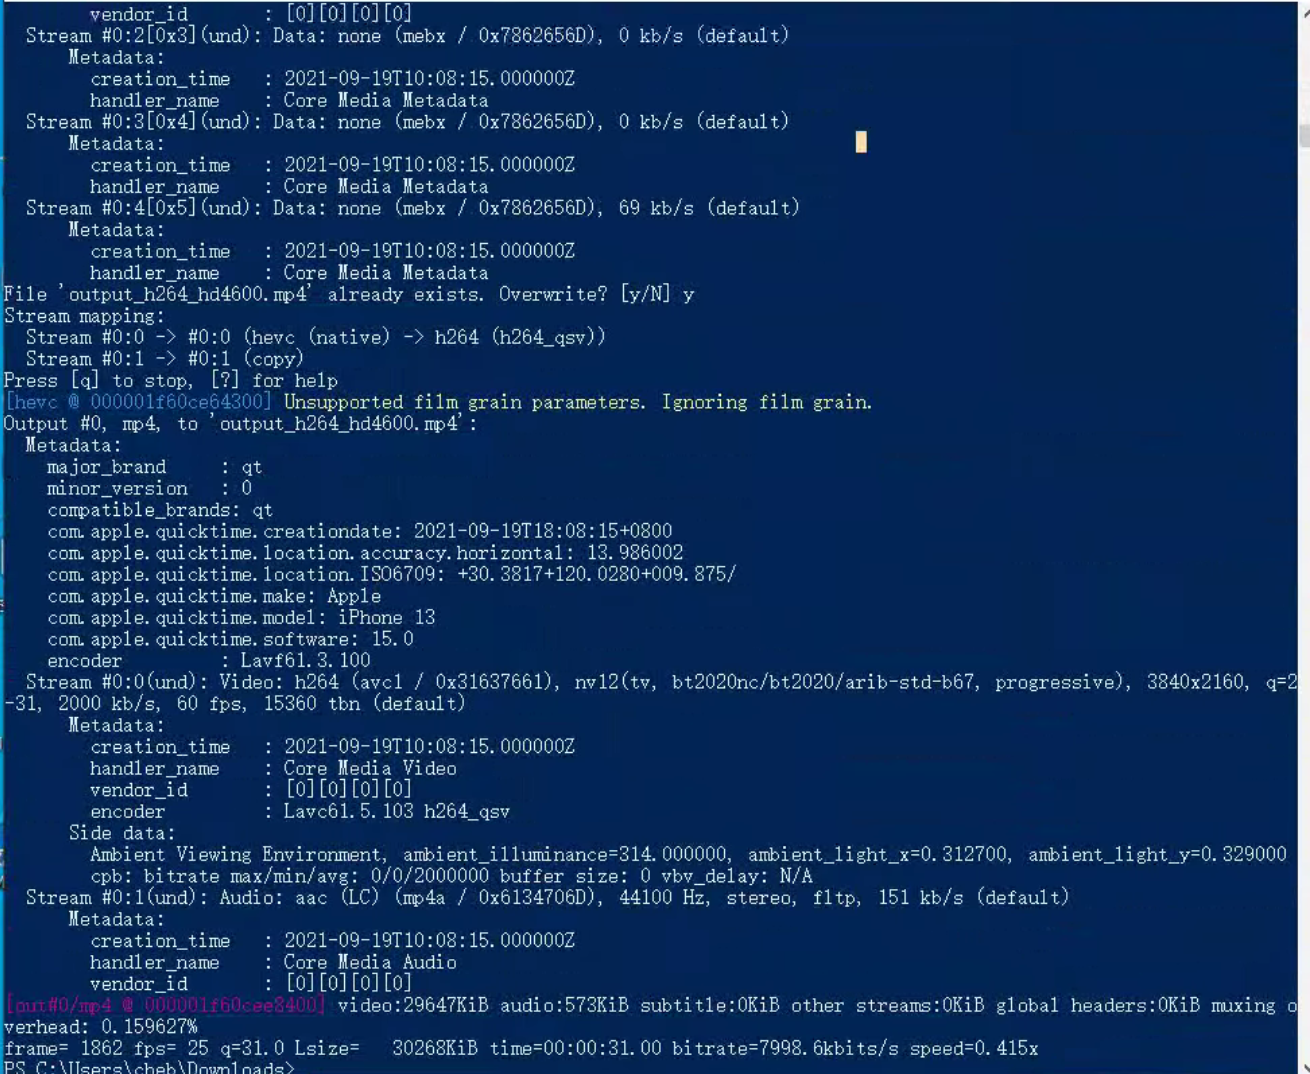 vendor_id : [0][0][0][0]
Stream #0:2[0x3](und): Data: none (mebx / 0x7862656D), 0 kb/s (default)
Metadata:
creation_time : 2021-09-19T10:08:15.000000Z
handler_name : Core Media Metadata
Stream #0:3[0x4](und): Data: none (mebx / 0x7862656D), 0 kb/s (default)
Metadata:
creation_time : 2021-09-19T10:08:15.000000Z
handler_name : Core Media Metadata
Stream #0:4[0x5](und): Data: none (mebx / 0x7862656D), 69 kb/s (default)
Metadata:
creation_time : 2021-09-19T10:08:15.000000Z
handler_name : Core Media Metadata
File 'output_h264_hd4600.mp4' already exists. Overwrite? [y/N] y
Stream mapping:
Stream #0:0 -> #0:0 (hevc (native) -> h264 (h264_qsv))
Stream #0:1 -> #0:1 (copy)
Press [q] to stop, [?] for help
[hevc @ 000001f60ce64300] Unsupported film grain parameters. Ignoring film grain.
Output #0, mp4, to 'output_h264_hd4600.mp4':
Metadata:
major_brand : qt
minor_version : 0
compatible_brands: qt
com.apple.quicktime.creationdate: 2021-09-19T18:08:15+0800
com.apple.quicktime.location.accuracy.horizontal: 13.986002
com.apple.quicktime.location.ISO6709: +30.3817+120.0280+009.875/
com.apple.quicktime.make: Apple
com.apple.quicktime.model: iPhone 13
com.apple.quicktime.software: 15.0
encoder : Lavf61.3.100
Stream #0:0(und): Video: h264 (avc1 / 0x31637661), nv12(tv, bt2020nc/bt2020/arib-std-b67, progressive), 3840x2160, q=2
-31, 2000 kb/s, 60 fps, 15360 tbn (default)
Metadata:
creation_time : 2021-09-19T10:08:15.000000Z
handler_name : Core Media Video
vendor_id : [0][0][0][0]
encoder : Lavc61.5.103 h264_qsv
Side data:
Ambient Viewing Environment, ambient_illuminance=314.000000, ambient_light_x=0.312700, ambient_light_y=0.329000
cpb: bitrate max/min/avg: 0/0/2000000 buffer size: 0 vbv_delay: N/A
Stream #0:1(und): Audio: aac (LC) (mp4a / 0x6134706D), 44100 Hz, stereo, fltp, 151 kb/s (default)
Metadata:
creation_time : 2021-09-19T10:08:15.000000Z
handler_name : Core Media Audio
vendor_id : [0][0][0][0]
[out#0/mp4 @ 000001f60cee8400] video:29647KiB audio:573KiB subtitle:0KiB other streams:0KiB global headers:0KiB muxing o
verhead: 0.159627%
frame= 1862 fps= 25 q=31.0 Lsize= 30268KiB time=00:00:31.00 bitrate=7998.6kbits/s speed=0.415x
PS C:\Users\cheb\Downloads>